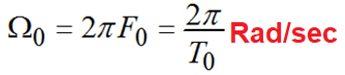 Ω₀ = 2πF₀ = 2π/T₀ Rad/sec